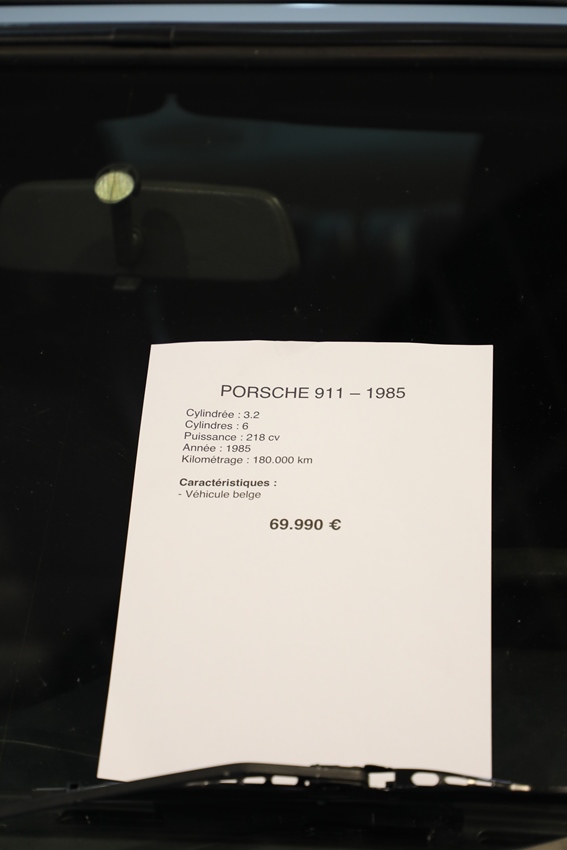 PORSCHE 911 – 1985
Cylindrée : 3.2
Cylindres : 6
Puissance : 218 cv
Année : 1985
Kilométrage : 180.000 km
Caractéristiques :
- Véhicule belge
69.990 €